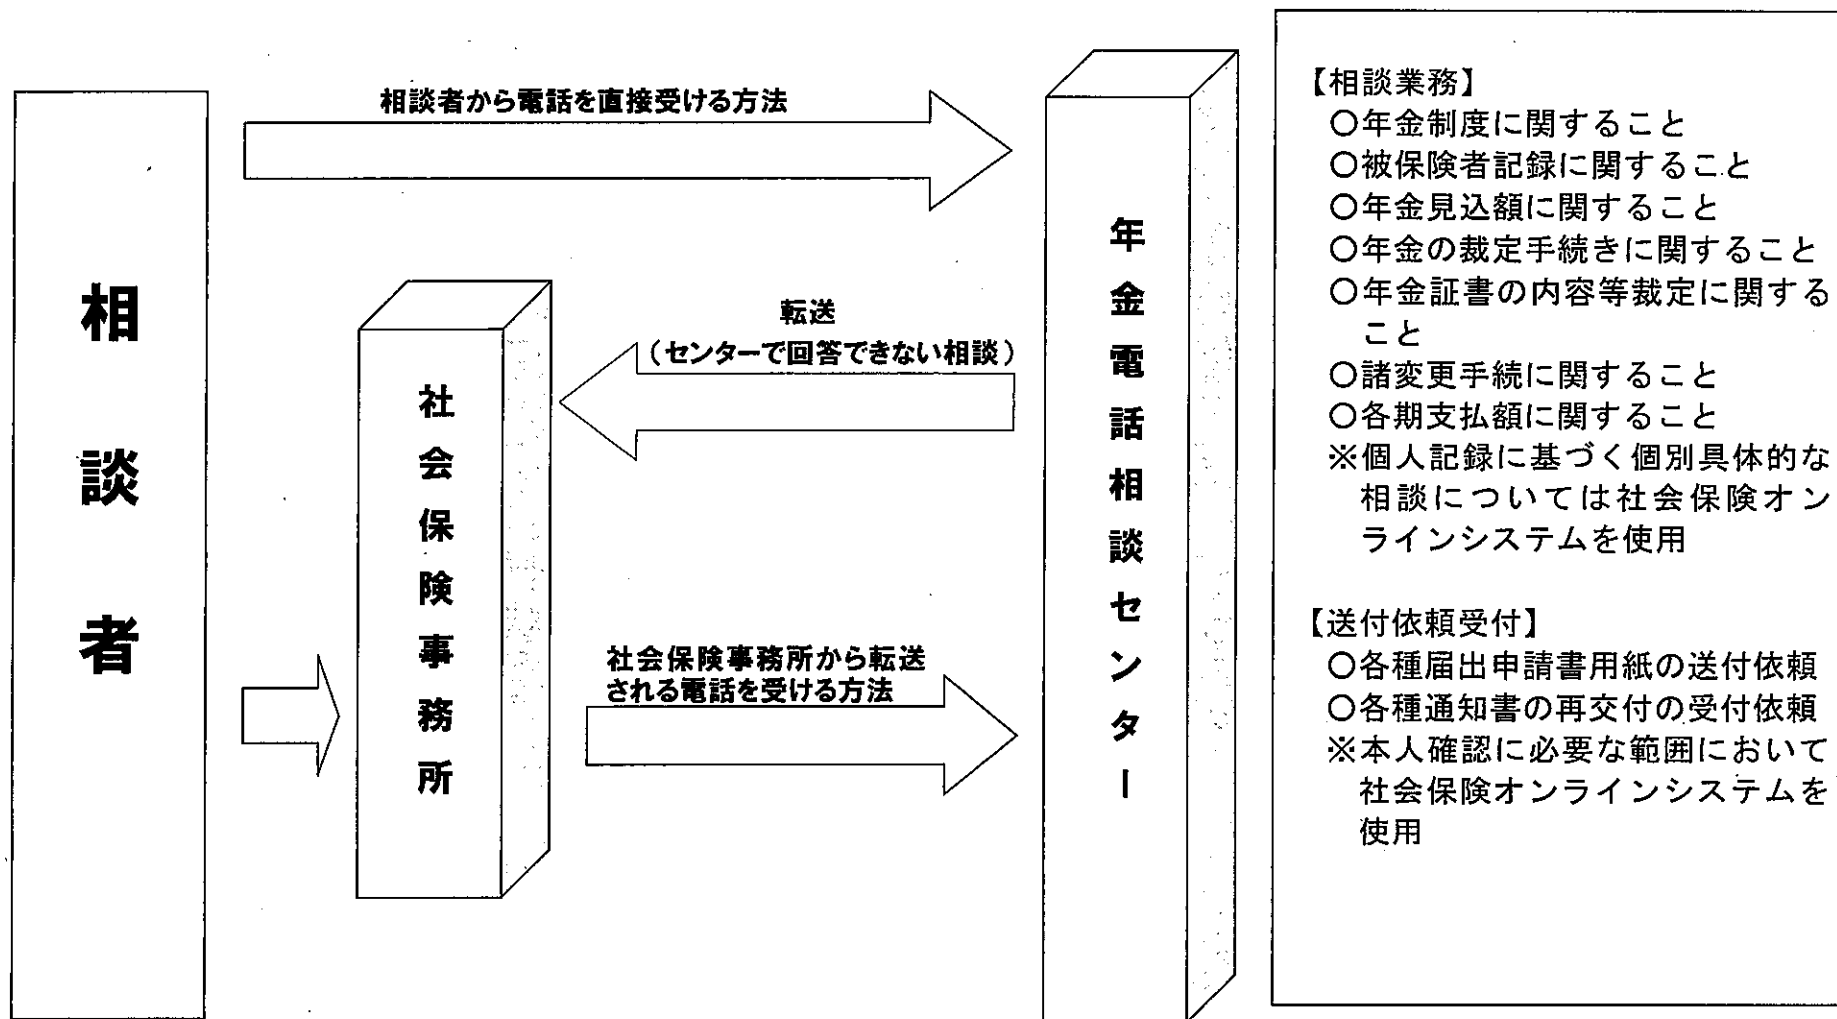 相談者
相談者から電話を直接受ける方法
転送
（センターで回答できない相談）
社会保険事務所
社会保険事務所から転送
される電話を受ける方法
年金電話相談センター
【相談業務】
○年金制度に関すること
○被保険者記録に関すること
○年金見込額に関すること
○年金の裁定手続きに関すること
○年金証書の内容等裁定に関する
こと
○諸変更手続に関すること
○各期支払額に関すること
※個人記録に基づく個別具体的な
相談については社会保険オン
ラインシステムを使用
【送付依頼受付】
○各種届出申請書用紙の送付依頼
○各種通知書の再交付の受付依頼
※本人確認に必要な範囲において
社会保険オンラインシステムを
使用